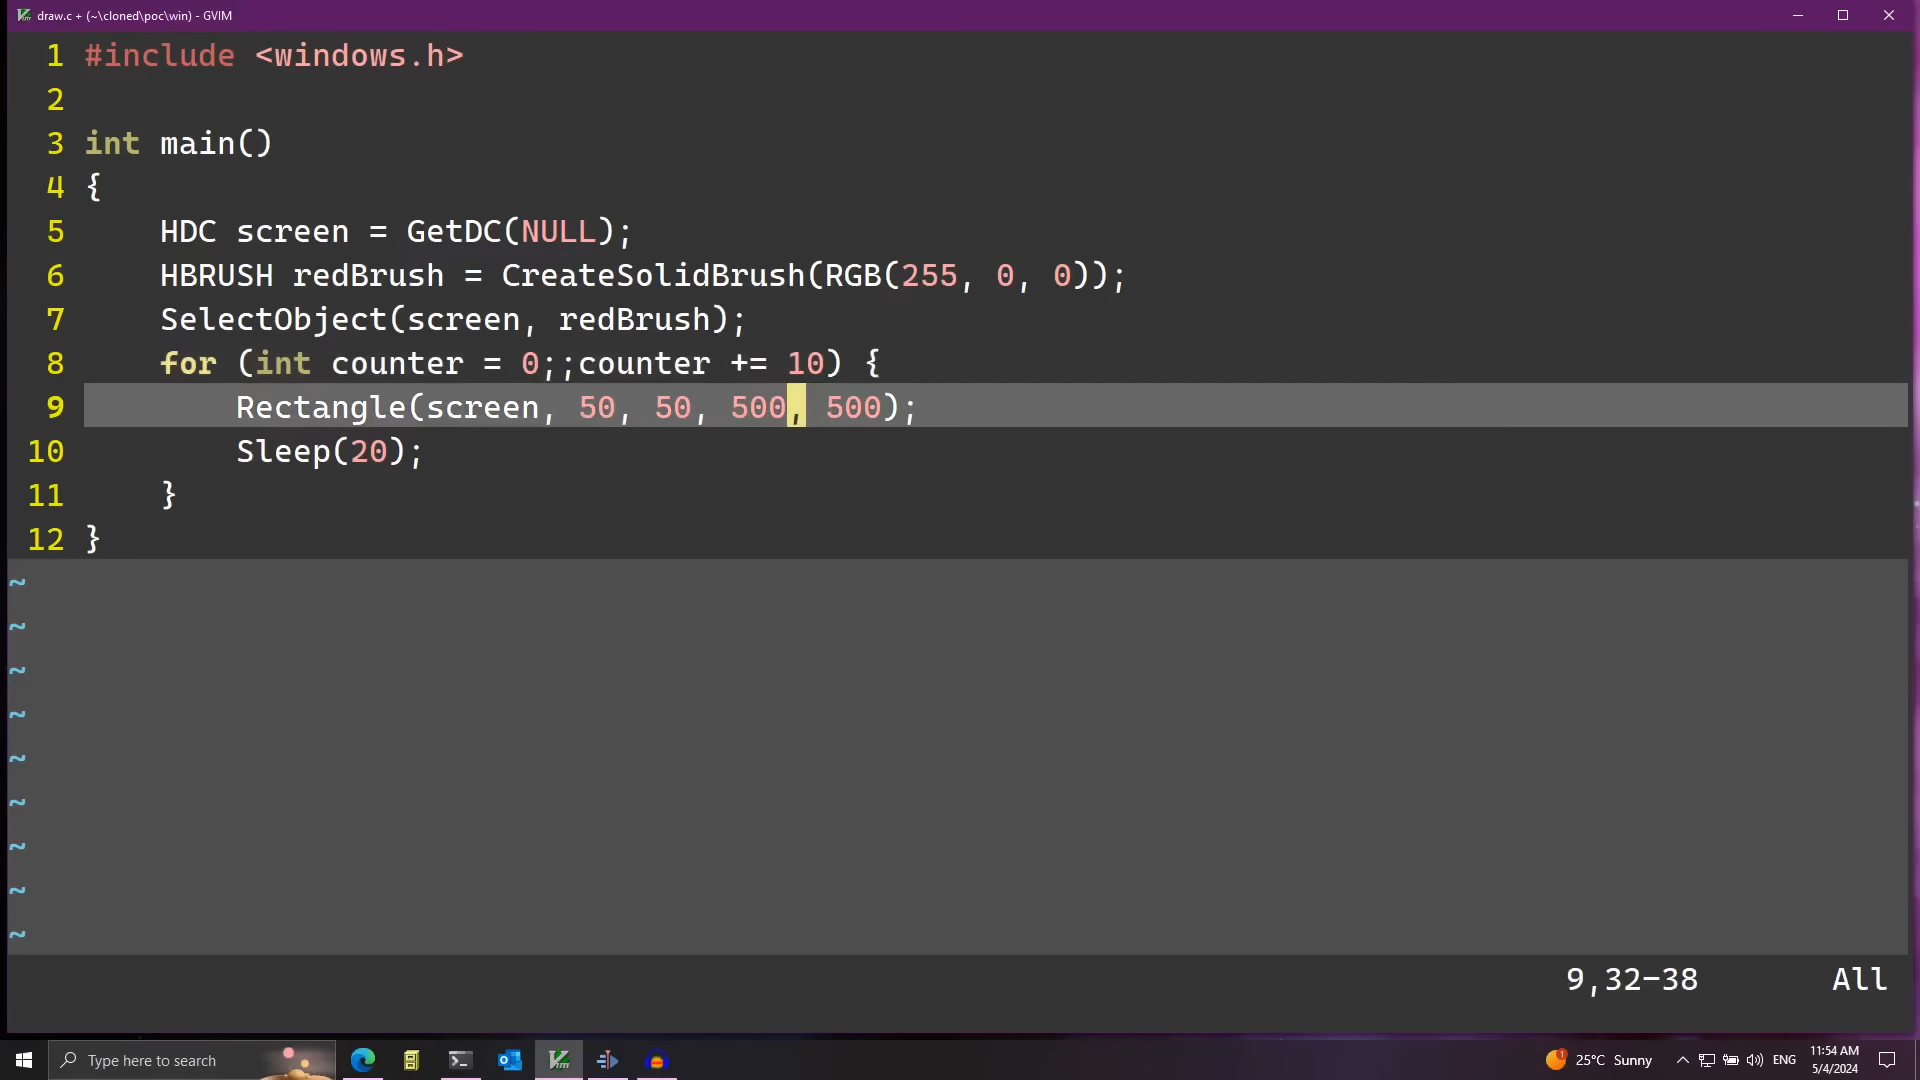 draw.c + (~\cloned\poc\win) - GVIM
1 #include <windows.h>
2
3 int main()
4 {
5     HDC screen = GetDC(NULL);
6     HBRUSH redBrush = CreateSolidBrush(RGB(255, 0, 0));
7     SelectObject(screen, redBrush);
8     for (int counter = 0;;counter += 10) {
9         Rectangle(screen, 50, 50, 500, 500);
10         Sleep(20);
11     }
12 }
~
~
~
~
~
~
~
~
~
9,32-38 All
Type here to search
1 25°C Sunny ENG 11:54 AM
5/4/2024